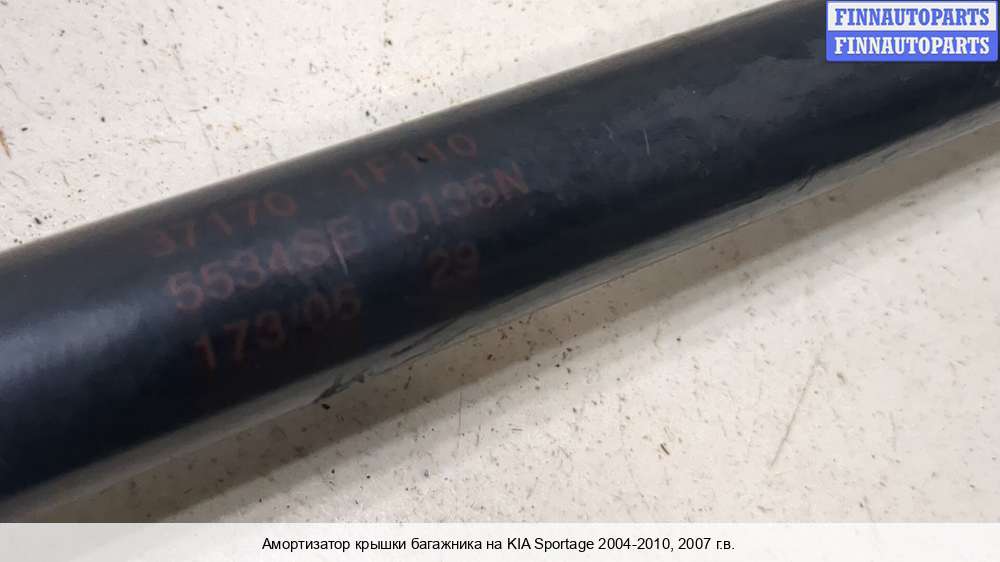 FINNAUTOPARTS
FINNAUTOPARTS
37170 1F110
5534SE 0135N
173 05 29
Амортизатор крышки багажника на KIA Sportage 2004-2010, 2007 г.в.